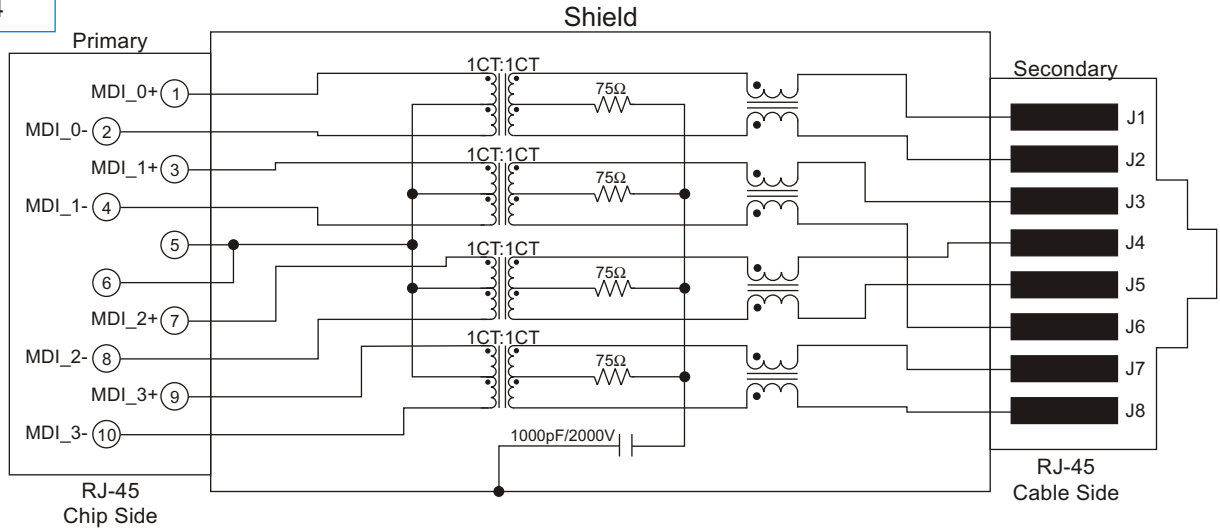 4
Shield
Primary
Secondary
1CT:1CT
MDI_0+ 1
75Ω
J1
MDI_0- 2
J2
1CT:1CT
MDI_1+ 3
75Ω
J3
MDI_1- 4
J4
5
1CT:1CT
6
75Ω
J5
MDI_2+ 7
J6
1CT:1CT
MDI_2- 8
75Ω
J7
MDI_3+ 9
J8
MDI_3- 10
1000pF/2000V
RJ-45
Chip Side
RJ-45
Cable Side